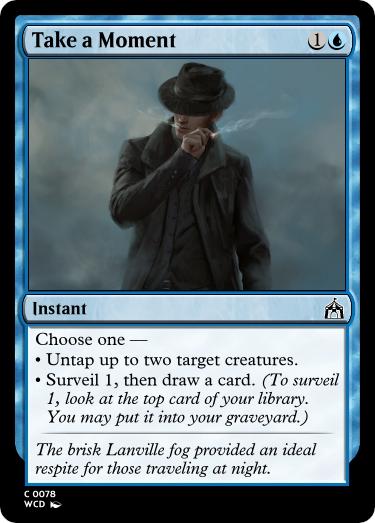 Take a Moment 1
Instant
Choose one —
• Untap up to two target creatures.
• Surveil 1, then draw a card. (To surveil
1, look at the top card of your library.
You may put it into your graveyard.)
The brisk Lanville fog provided an ideal
respite for those traveling at night.
C 0078
WCD